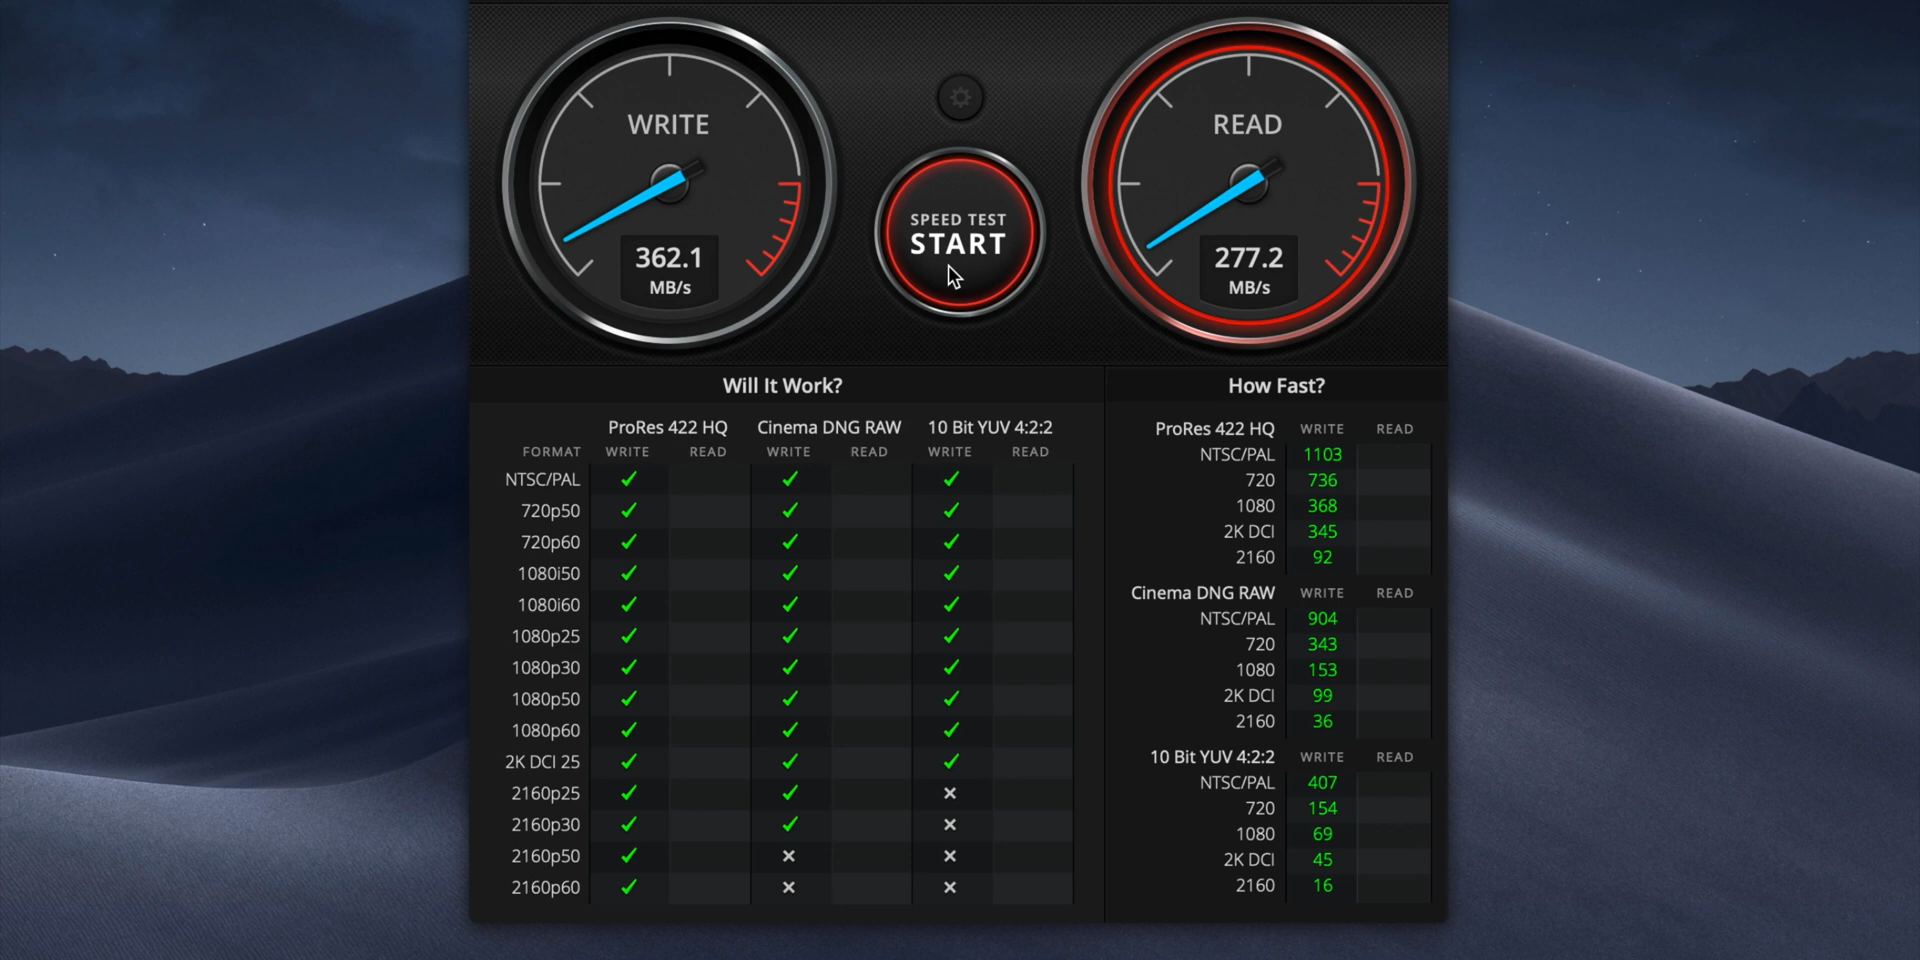 WRITE
362.1
MB/s
SPEED TEST
START
READ
277.2
MB/s
Will It Work?
ProRes 422 HQ Cinema DNG RAW 10 Bit YUV 4:2:2
FORMAT WRITE READ WRITE READ WRITE READ
NTSC/PAL ✓ ✓ ✓
720p50 ✓ ✓ ✓
720p60 ✓ ✓ ✓
1080i50 ✓ ✓ ✓
1080i60 ✓ ✓ ✓
1080p25 ✓ ✓ ✓
1080p30 ✓ ✓ ✓
1080p50 ✓ ✓ ✓
1080p60 ✓ ✓ ✓
2K DCI 25 ✓ ✓ ✓
2160p25 ✓ ✓ ×
2160p30 ✓ ✓ ×
2160p50 ✓ × ×
2160p60 ✓ × ×
How Fast?
ProRes 422 HQ WRITE READ
NTSC/PAL 1103
720 736
1080 368
2K DCI 345
2160 92
Cinema DNG RAW WRITE READ
NTSC/PAL 904
720 343
1080 153
2K DCI 99
2160 36
10 Bit YUV 4:2:2 WRITE READ
NTSC/PAL 407
720 154
1080 69
2K DCI 45
2160 16